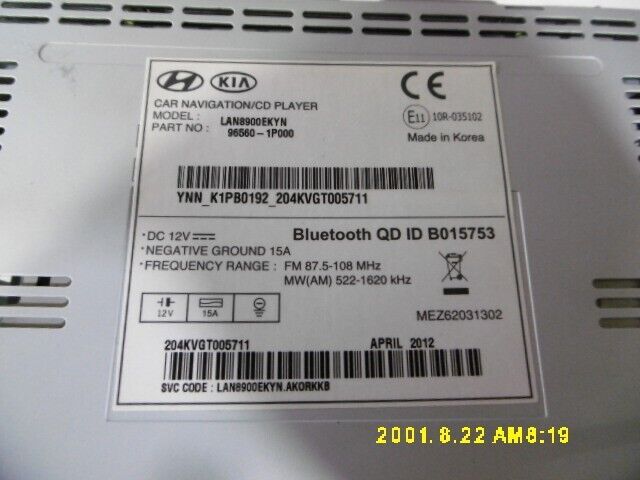 HYUNDAI KIA
CE
CAR NAVIGATION/CD PLAYER
MODEL : LAN8900EKYN
PART NO : 96560-1P000
E11 10R-035102
Made in Korea
YNN_K1PB0192_204KVGT005711
·DC 12V Bluetooth QD ID B015753
·NEGATIVE GROUND 15A
·FREQUENCY RANGE : FM 87.5-108 MHz
MW(AM) 522-1620 kHz
12V 15A
MEZ62031302
204KVGT005711 APRIL 2012
SVC CODE : LAN8900EKYN.AKORKKB
2001. 8.22 AM8:19